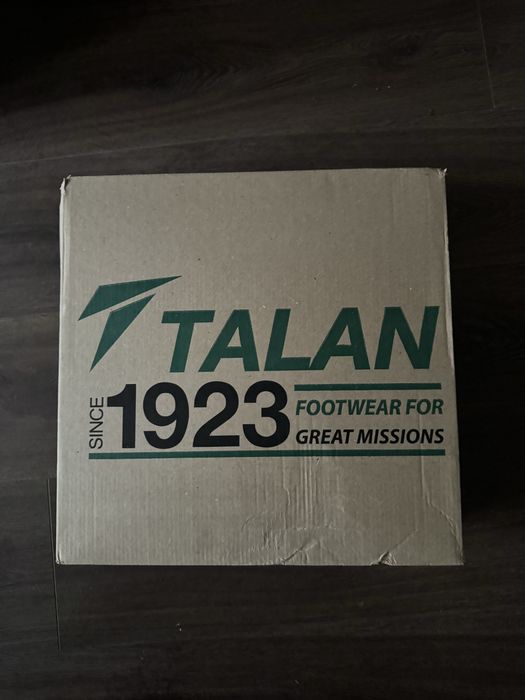 TALAN
SINCE 1923
FOOTWEAR FOR
GREAT MISSIONS